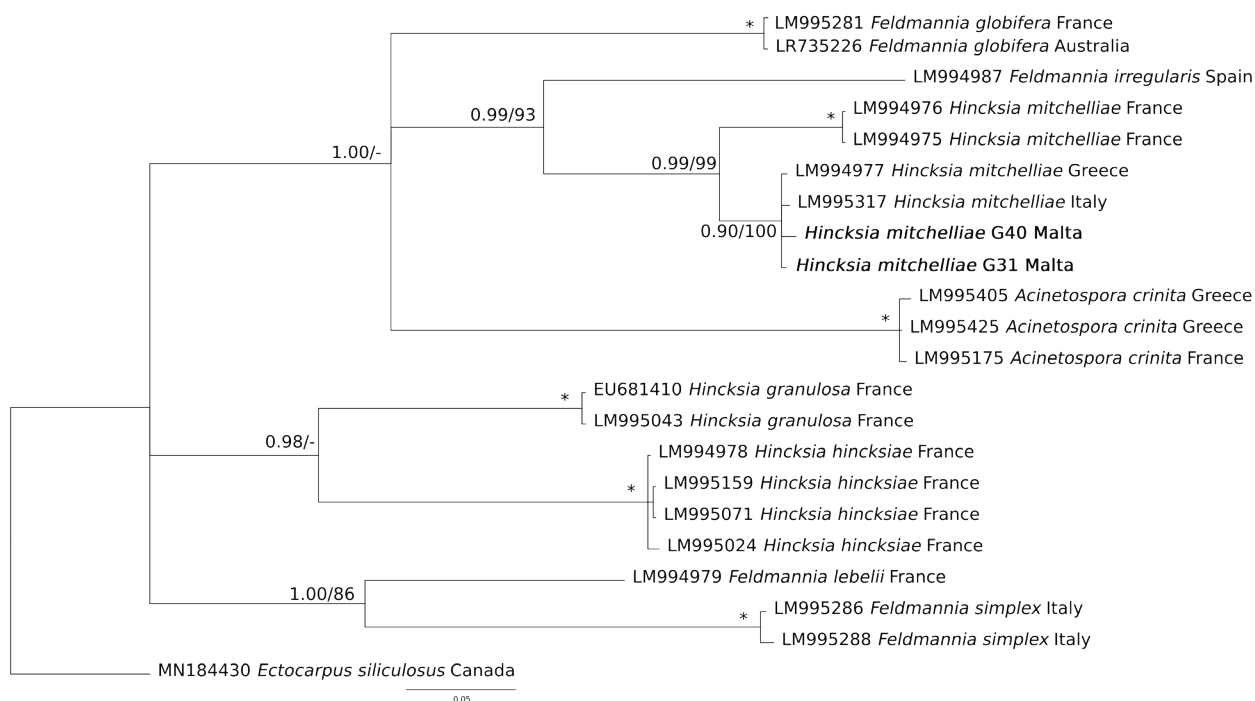 * LM995281 Feldmannia globifera France
LR735226 Feldmannia globifera Australia
LM994987 Feldmannia irregularis Spain
0.99/93
LM994976 Hincksia mitchelliae France
*
LM994975 Hincksia mitchelliae France
1.00/-
0.99/99
LM994977 Hincksia mitchelliae Greece
LM995317 Hincksia mitchelliae Italy
0.90/100
Hincksia mitchelliae G40 Malta
Hincksia mitchelliae G31 Malta
LM995405 Acinetospora crinita Greece
*
LM995425 Acinetospora crinita Greece
LM995175 Acinetospora crinita France
EU681410 Hincksia granulosa France
*
LM995043 Hincksia granulosa France
0.98/-
LM994978 Hincksia hincksiae France
*
LM995159 Hincksia hincksiae France
LM995071 Hincksia hincksiae France
LM995024 Hincksia hincksiae France
LM994979 Feldmannia lebelii France
1.00/86
LM995286 Feldmannia simplex Italy
*
LM995288 Feldmannia simplex Italy
MN184430 Ectocarpus siliculosus Canada
0.05